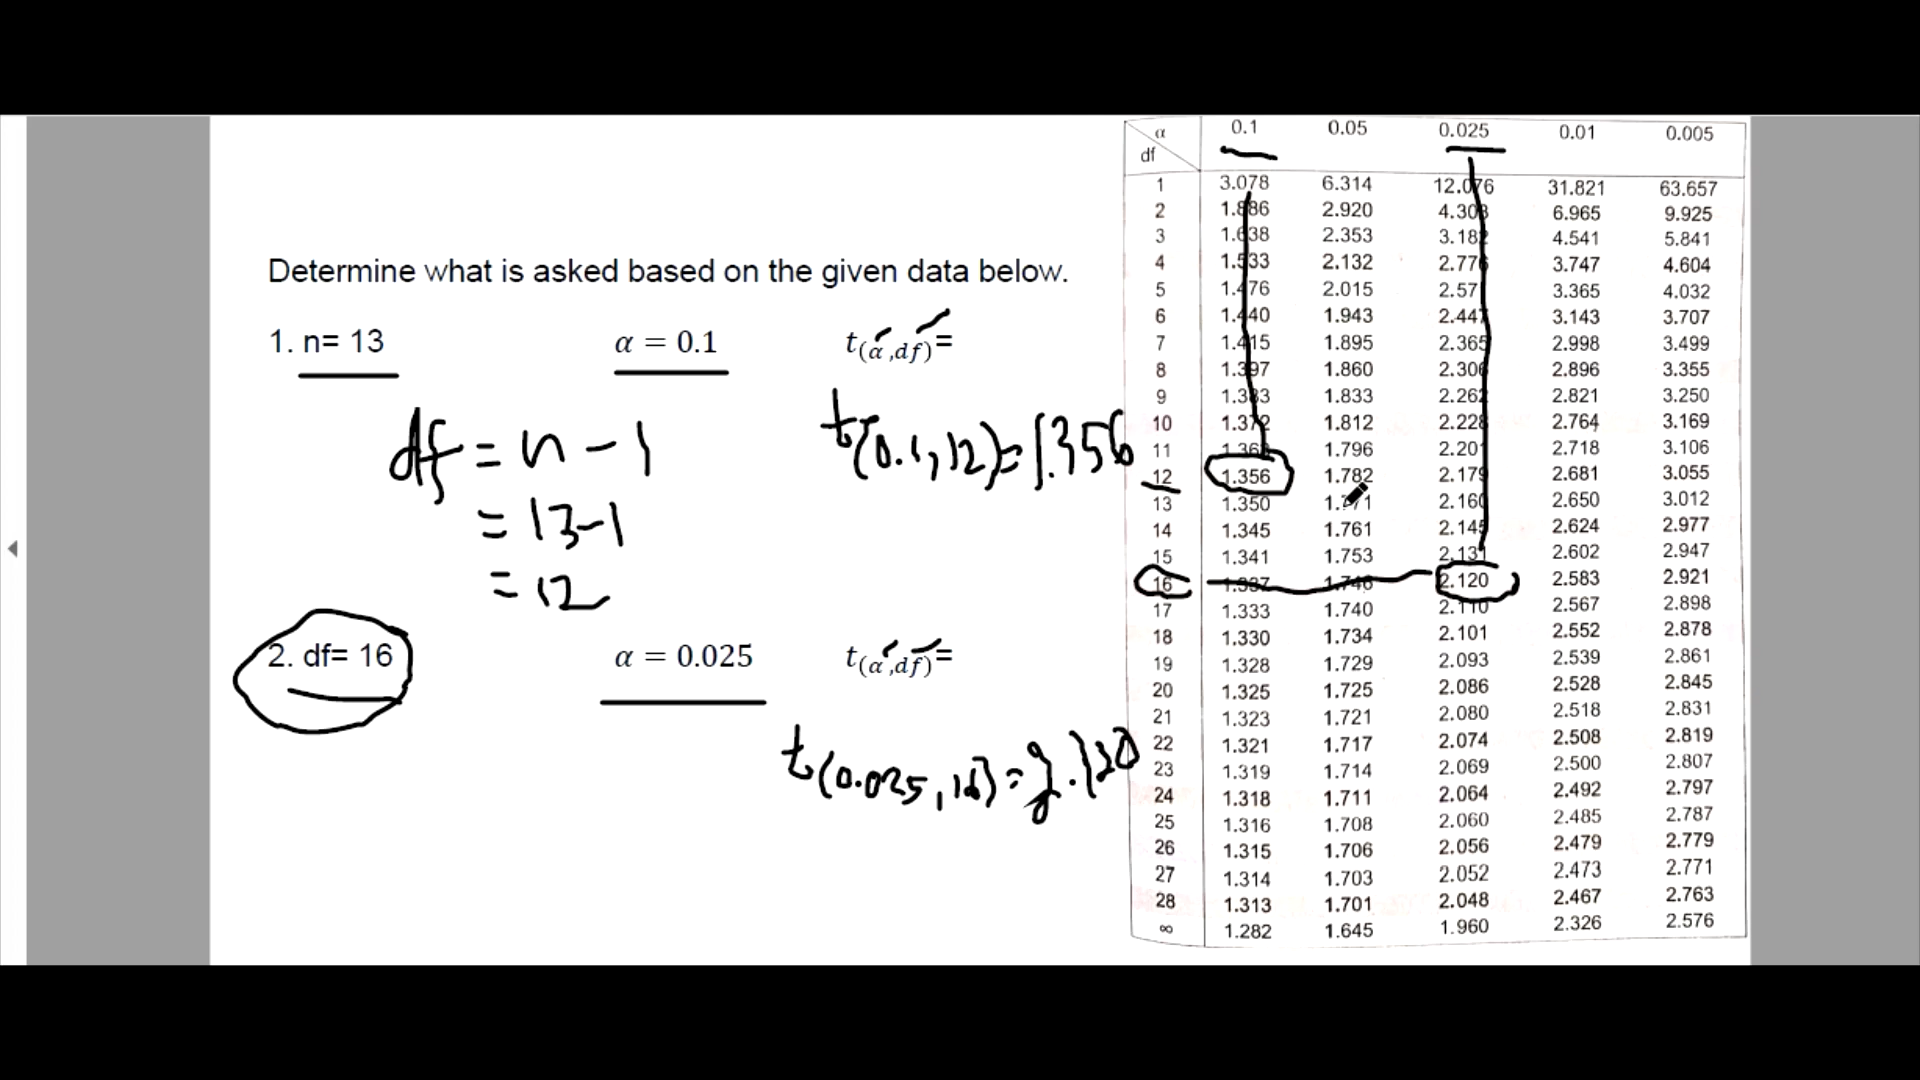 Determine what is asked based on the given data below.
1. n= 13 α = 0.1 t(α ,df)=
df = n - 1
= 13-1
= 12
t(0.1, 12) = 1.356
2. df= 16 α = 0.025 t(α ,df)=
t(0.025, 16) = 2.120
α 0.1 0.05 0.025 0.01 0.005
df
1 3.078 6.314 12.076 31.821 63.657
2 1.886 2.920 4.303 6.965 9.925
3 1.638 2.353 3.182 4.541 5.841
4 1.533 2.132 2.776 3.747 4.604
5 1.476 2.015 2.571 3.365 4.032
6 1.440 1.943 2.447 3.143 3.707
7 1.415 1.895 2.365 2.998 3.499
8 1.397 1.860 2.306 2.896 3.355
9 1.383 1.833 2.262 2.821 3.250
10 1.372 1.812 2.228 2.764 3.169
11 1.363 1.796 2.201 2.718 3.106
12 1.356 1.782 2.179 2.681 3.055
13 1.350 1.771 2.160 2.650 3.012
14 1.345 1.761 2.145 2.624 2.977
15 1.341 1.753 2.131 2.602 2.947
16 1.337 1.746 2.120 2.583 2.921
17 1.333 1.740 2.110 2.567 2.898
18 1.330 1.734 2.101 2.552 2.878
19 1.328 1.729 2.093 2.539 2.861
20 1.325 1.725 2.086 2.528 2.845
21 1.323 1.721 2.080 2.518 2.831
22 1.321 1.717 2.074 2.508 2.819
23 1.319 1.714 2.069 2.500 2.807
24 1.318 1.711 2.064 2.492 2.797
25 1.316 1.708 2.060 2.485 2.787
26 1.315 1.706 2.056 2.479 2.779
27 1.314 1.703 2.052 2.473 2.771
28 1.313 1.701 2.048 2.467 2.763
∞ 1.282 1.645 1.960 2.326 2.576